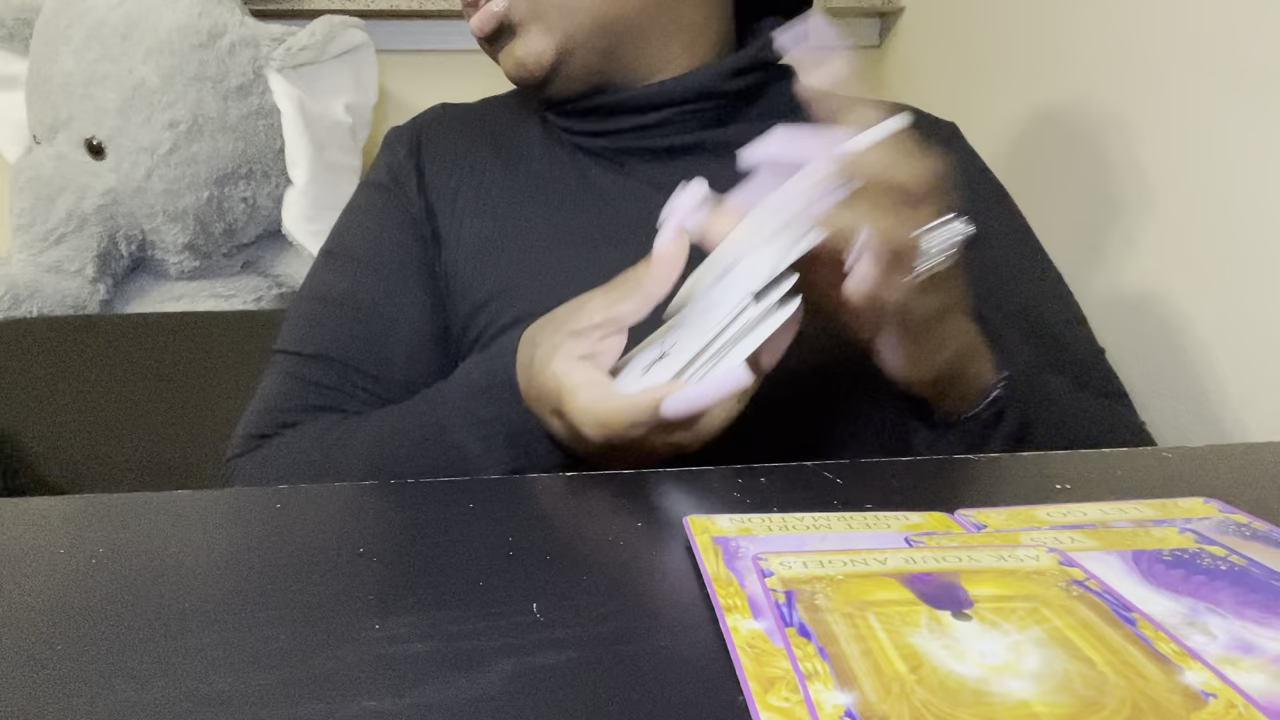 GET MORE
INFORMATION
LET GO
YES
ASK YOUR ANGELS